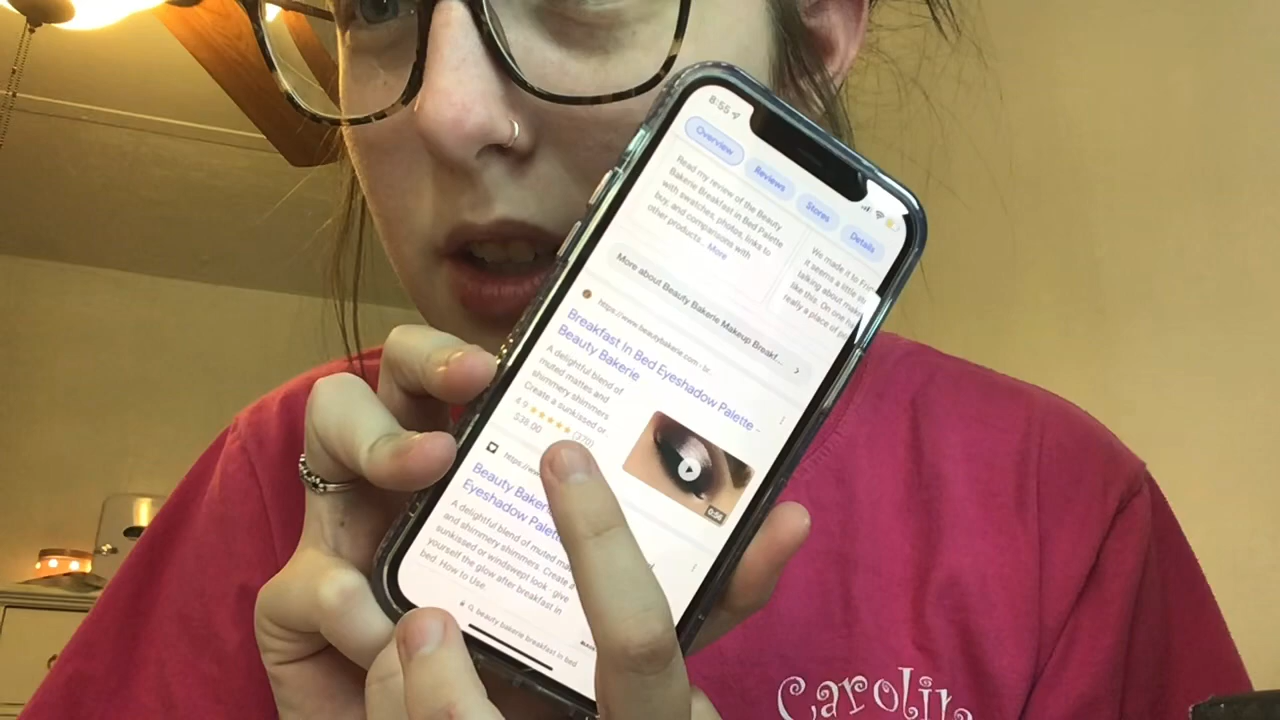 8:55
Overview
Reviews
Stores
Details
Read my review of the Beauty
Bakerie Breakfast in Bed Palette
with swatches, photos, links to
buy, and comparisons with
other products... More
We made it to Fri
it seems a little
talking about
like this. On one
really a place of
More about Beauty Bakerie Makeup Breakf...
https://www.beautybakerie.com › br...
Breakfast In Bed Eyeshadow Palette -
Beauty Bakerie
A delightful blend of
muted mattes and
shimmery shimmers.
Create a sunkissed or...
4.9 ★★★★★ (370)
$38.00
0:56
https://ww
Beauty Baker
Eyeshadow Palet
A delightful blend of muted ma
and shimmery shimmers. Create a
sunkissed or windswept look - give
yourself the glow after breakfast in
bed. How to Use
beauty bakerie breakfast in bed
Carolina